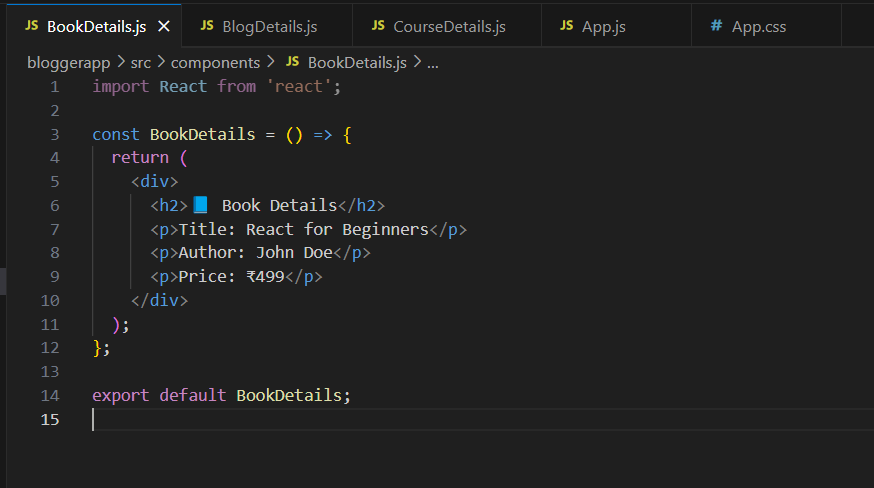 JS BookDetails.js × JS BlogDetails.js JS CourseDetails.js JS App.js # App.css
bloggerapp > src > components > JS BookDetails.js > ...
1 import React from 'react';
2
3 const BookDetails = () => {
4   return (
5     <div>
6       <h2>📘 Book Details</h2>
7       <p>Title: React for Beginners</p>
8       <p>Author: John Doe</p>
9       <p>Price: ₹499</p>
10     </div>
11   );
12 };
13
14 export default BookDetails;
15